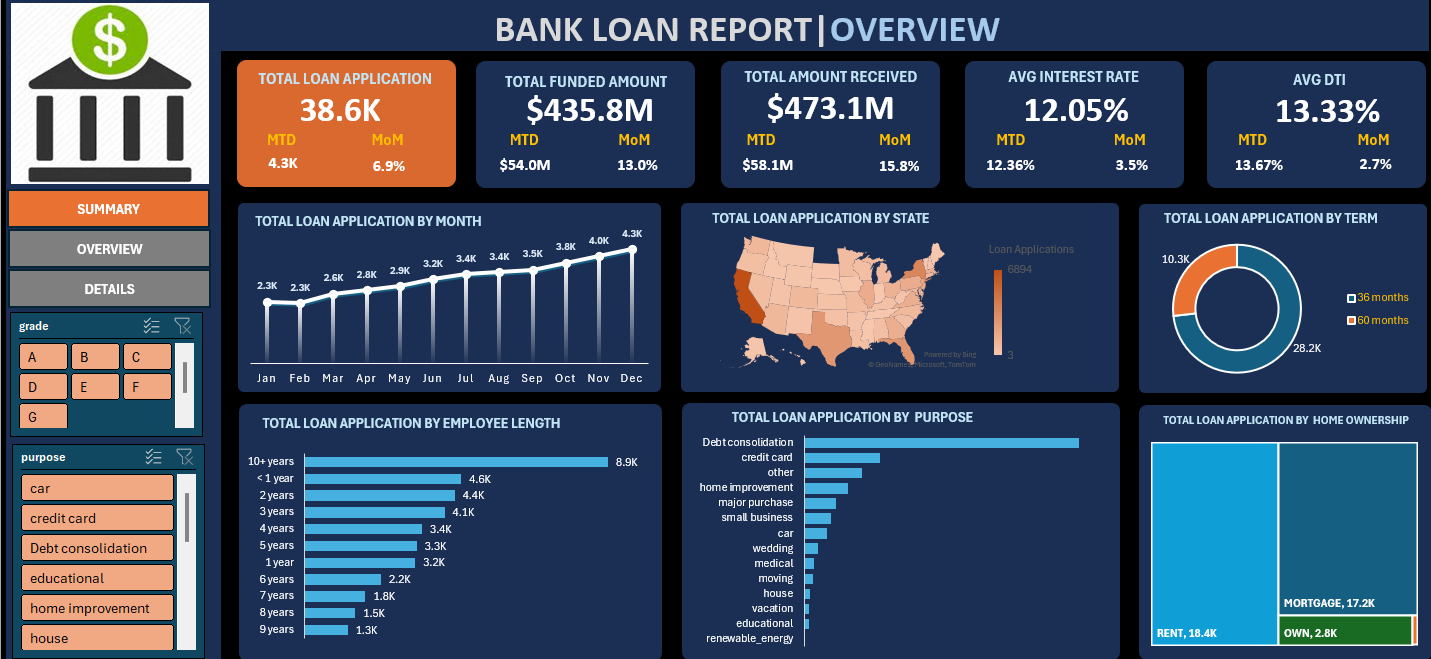 $
BANK LOAN REPORT|OVERVIEW
SUMMARY
OVERVIEW
DETAILS
grade
A B C
D E F
G
purpose
car
credit card
Debt consolidation
educational
home improvement
house
TOTAL LOAN APPLICATION
38.6K
MTD MoM
4.3K 6.9%
TOTAL FUNDED AMOUNT
$435.8M
MTD MoM
$54.0M 13.0%
TOTAL AMOUNT RECEIVED
$473.1M
MTD MoM
$58.1M 15.8%
AVG INTEREST RATE
12.05%
MTD MoM
12.36% 3.5%
AVG DTI
13.33%
MTD MoM
13.67% 2.7%
TOTAL LOAN APPLICATION BY MONTH
2.3K 2.3K 2.6K 2.8K 2.9K 3.2K 3.4K 3.4K 3.5K 3.8K 4.0K 4.3K
Jan Feb Mar Apr May Jun Jul Aug Sep Oct Nov Dec
TOTAL LOAN APPLICATION BY STATE
Loan Applications
6894
3
Powered by Bing
© GeoNames, Microsoft, TomTom
TOTAL LOAN APPLICATION BY TERM
10.3K
28.2K
36 months
60 months
TOTAL LOAN APPLICATION BY EMPLOYEE LENGTH
10+ years 8.9K
< 1 year 4.6K
2 years 4.4K
3 years 4.1K
4 years 3.4K
5 years 3.3K
1 year 3.2K
6 years 2.2K
7 years 1.8K
8 years 1.5K
9 years 1.3K
TOTAL LOAN APPLICATION BY PURPOSE
Debt consolidation
credit card
other
home improvement
major purchase
small business
car
wedding
medical
moving
house
vacation
educational
renewable_energy
TOTAL LOAN APPLICATION BY HOME OWNERSHIP
RENT, 18.4K
MORTGAGE, 17.2K
OWN, 2.8K